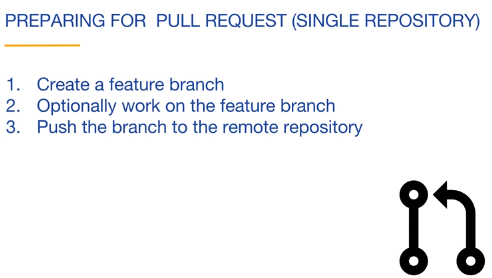 PREPARING FOR PULL REQUEST (SINGLE REPOSITORY)
1. Create a feature branch
2. Optionally work on the feature branch
3. Push the branch to the remote repository